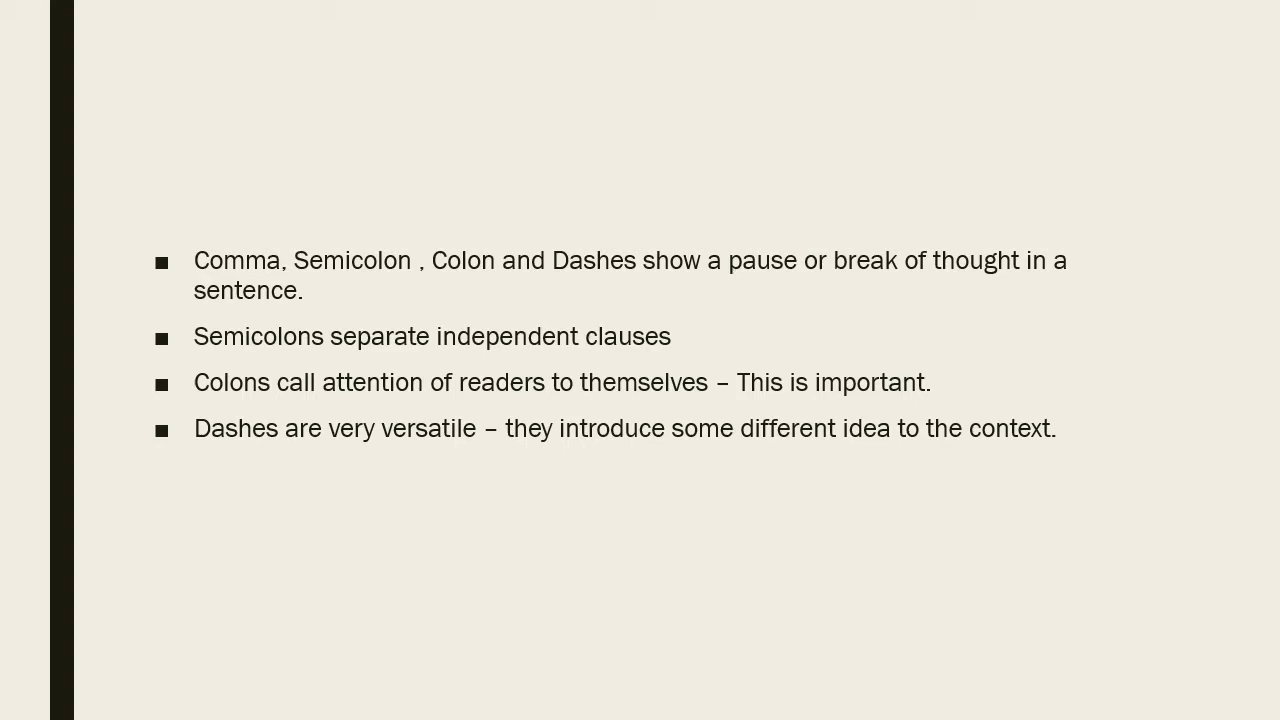 ■ Comma, Semicolon , Colon and Dashes show a pause or break of thought in a
sentence.
■ Semicolons separate independent clauses
■ Colons call attention of readers to themselves – This is important.
■ Dashes are very versatile – they introduce some different idea to the context.